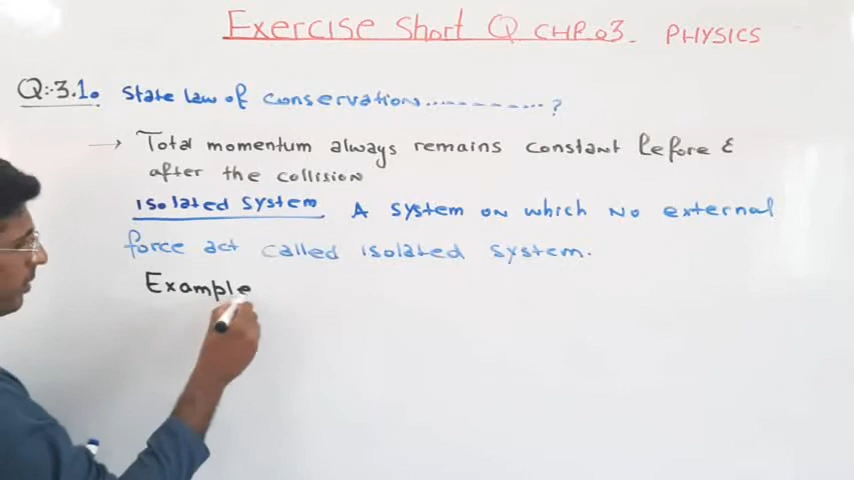 Exercise Short Q CHP.03. PHYSICS
Q:-3.1. State law of conservation..............?
→ Total momentum always remains constant before &
after the collision
isolated system A system on which No external
force act called isolated system.
Example